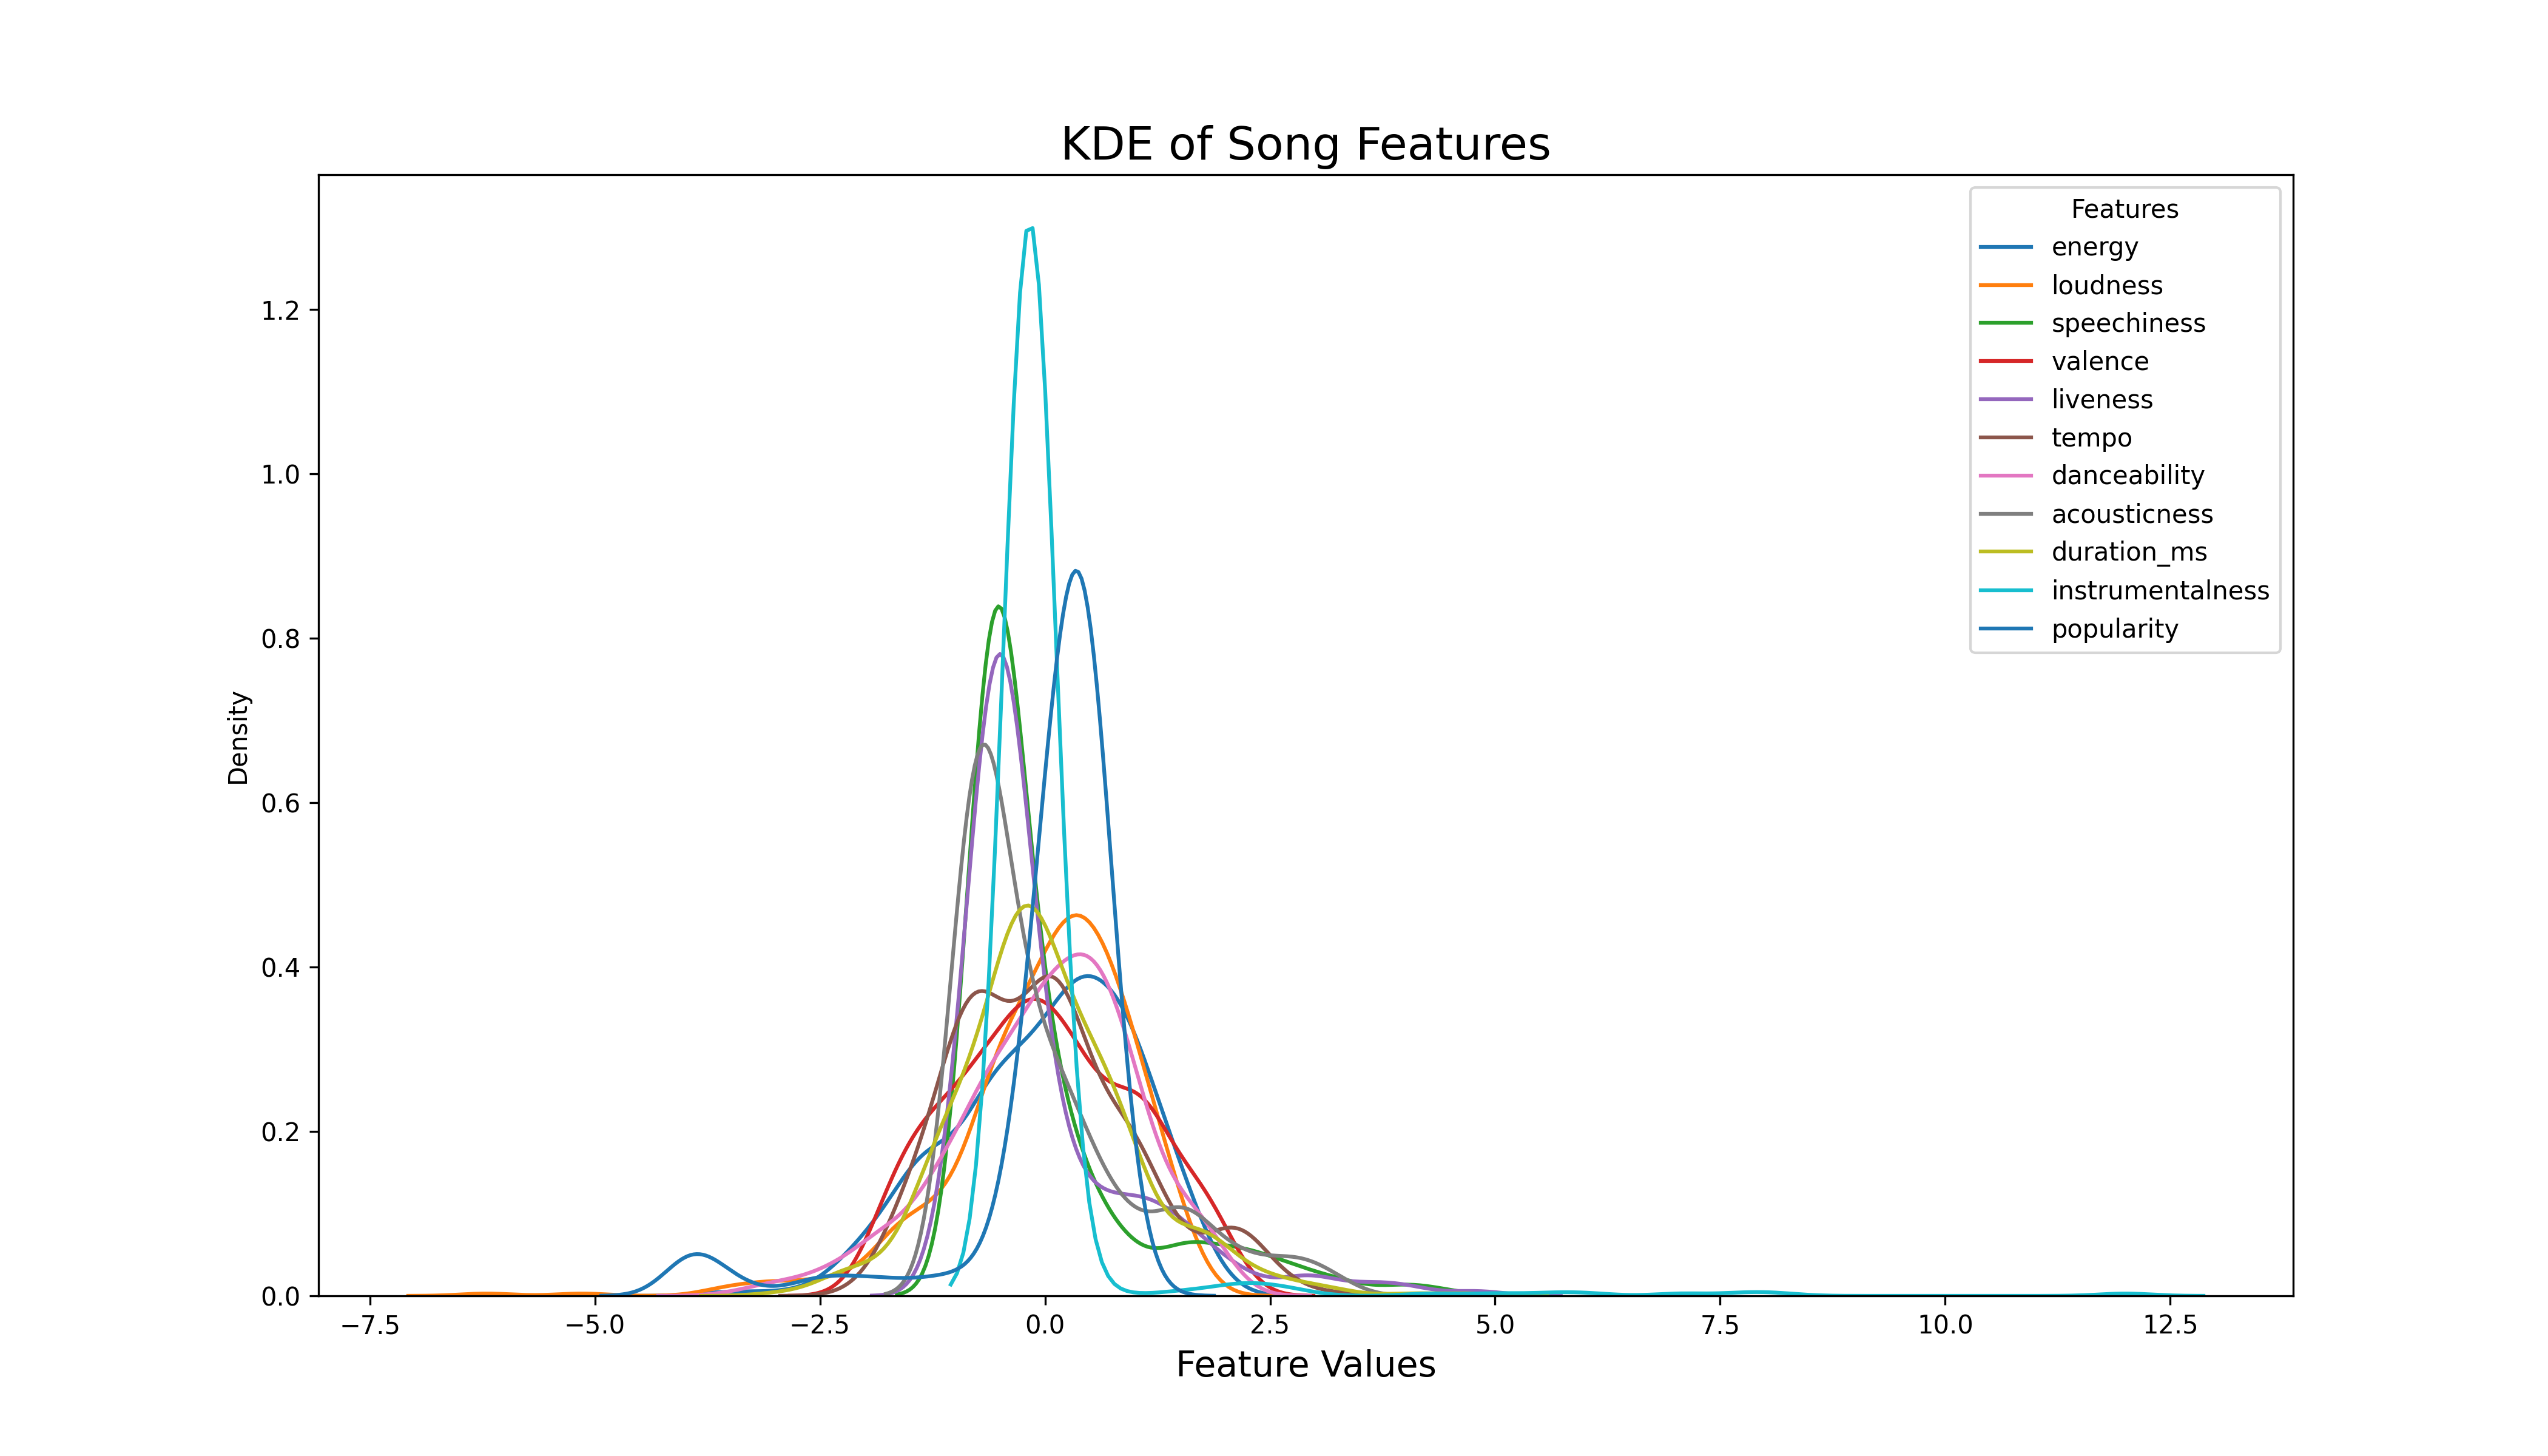 KDE of Song Features
Features
energy
loudness
speechiness
valence
liveness
tempo
danceability
acousticness
duration_ms
instrumentalness
popularity
1.2
1.0
0.8
0.6
0.4
0.2
0.0
Density
−7.5 −5.0 −2.5 0.0 2.5 5.0 7.5 10.0 12.5
Feature Values